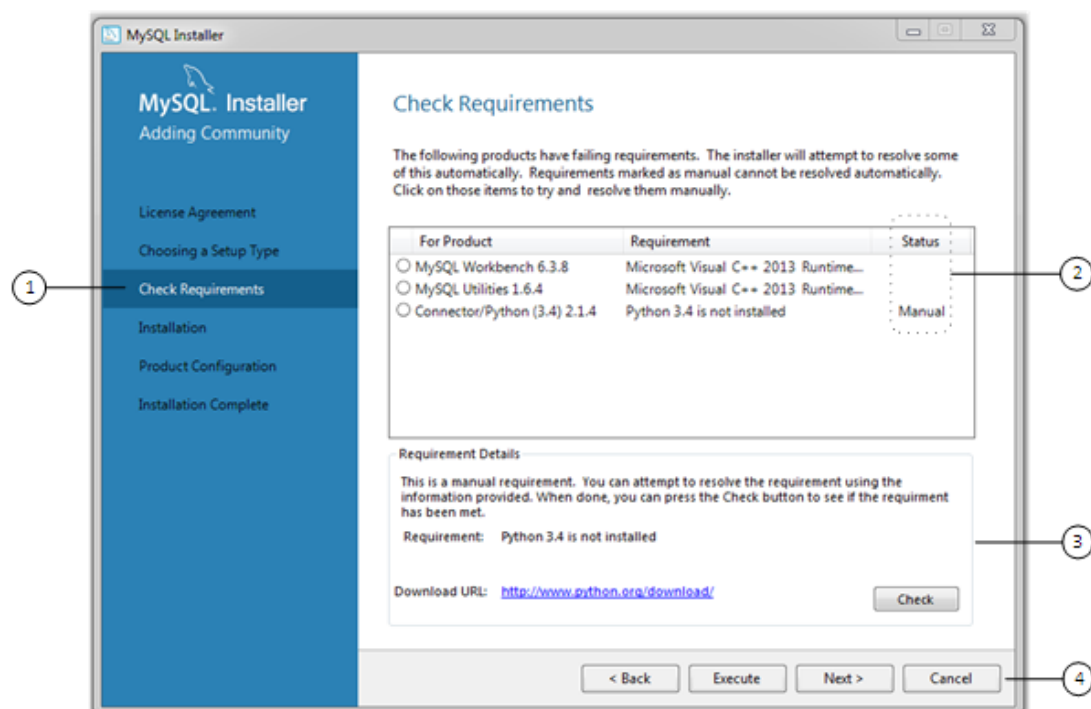 MySQL Installer
MySQL. Installer
Adding Community
License Agreement
Choosing a Setup Type
Check Requirements
Installation
Product Configuration
Installation Complete
1
Check Requirements
The following products have failing requirements. The installer will attempt to resolve some
of this automatically. Requirements marked as manual cannot be resolved automatically.
Click on those items to try and resolve them manually.
For Product Requirement Status
MySQL Workbench 6.3.8 Microsoft Visual C++ 2013 Runtime...
MySQL Utilities 1.6.4 Microsoft Visual C++ 2013 Runtime...
Connector/Python (3.4) 2.1.4 Python 3.4 is not installed Manual
2
Requirement Details
This is a manual requirement. You can attempt to resolve the requirement using the
information provided. When done, you can press the Check button to see if the requirment
has been met.
Requirement: Python 3.4 is not installed
3
Download URL: http://www.python.org/download/
Check
< Back Execute Next > Cancel
4